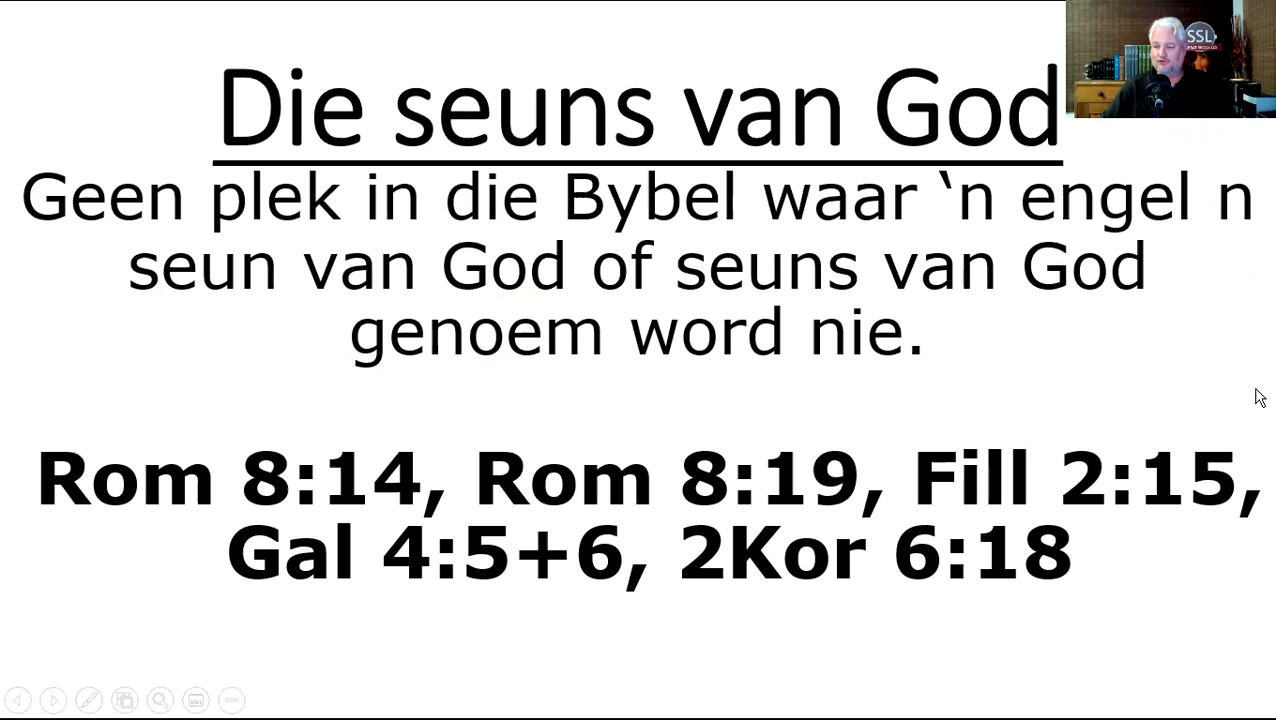 Die seuns van God
Geen plek in die Bybel waar ‘n engel n
seun van God of seuns van God
genoem word nie.
Rom 8:14, Rom 8:19, Fill 2:15,
Gal 4:5+6, 2Kor 6:18
SSL